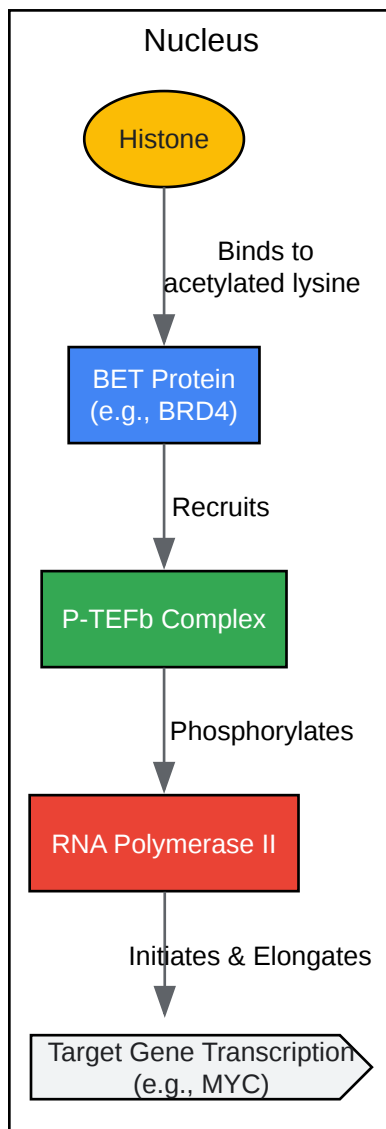 Nucleus
Histone
Binds to
acetylated lysine
BET Protein
(e.g., BRD4)
Recruits
P-TEFb Complex
Phosphorylates
RNA Polymerase II
Initiates & Elongates
Target Gene Transcription
(e.g., MYC)